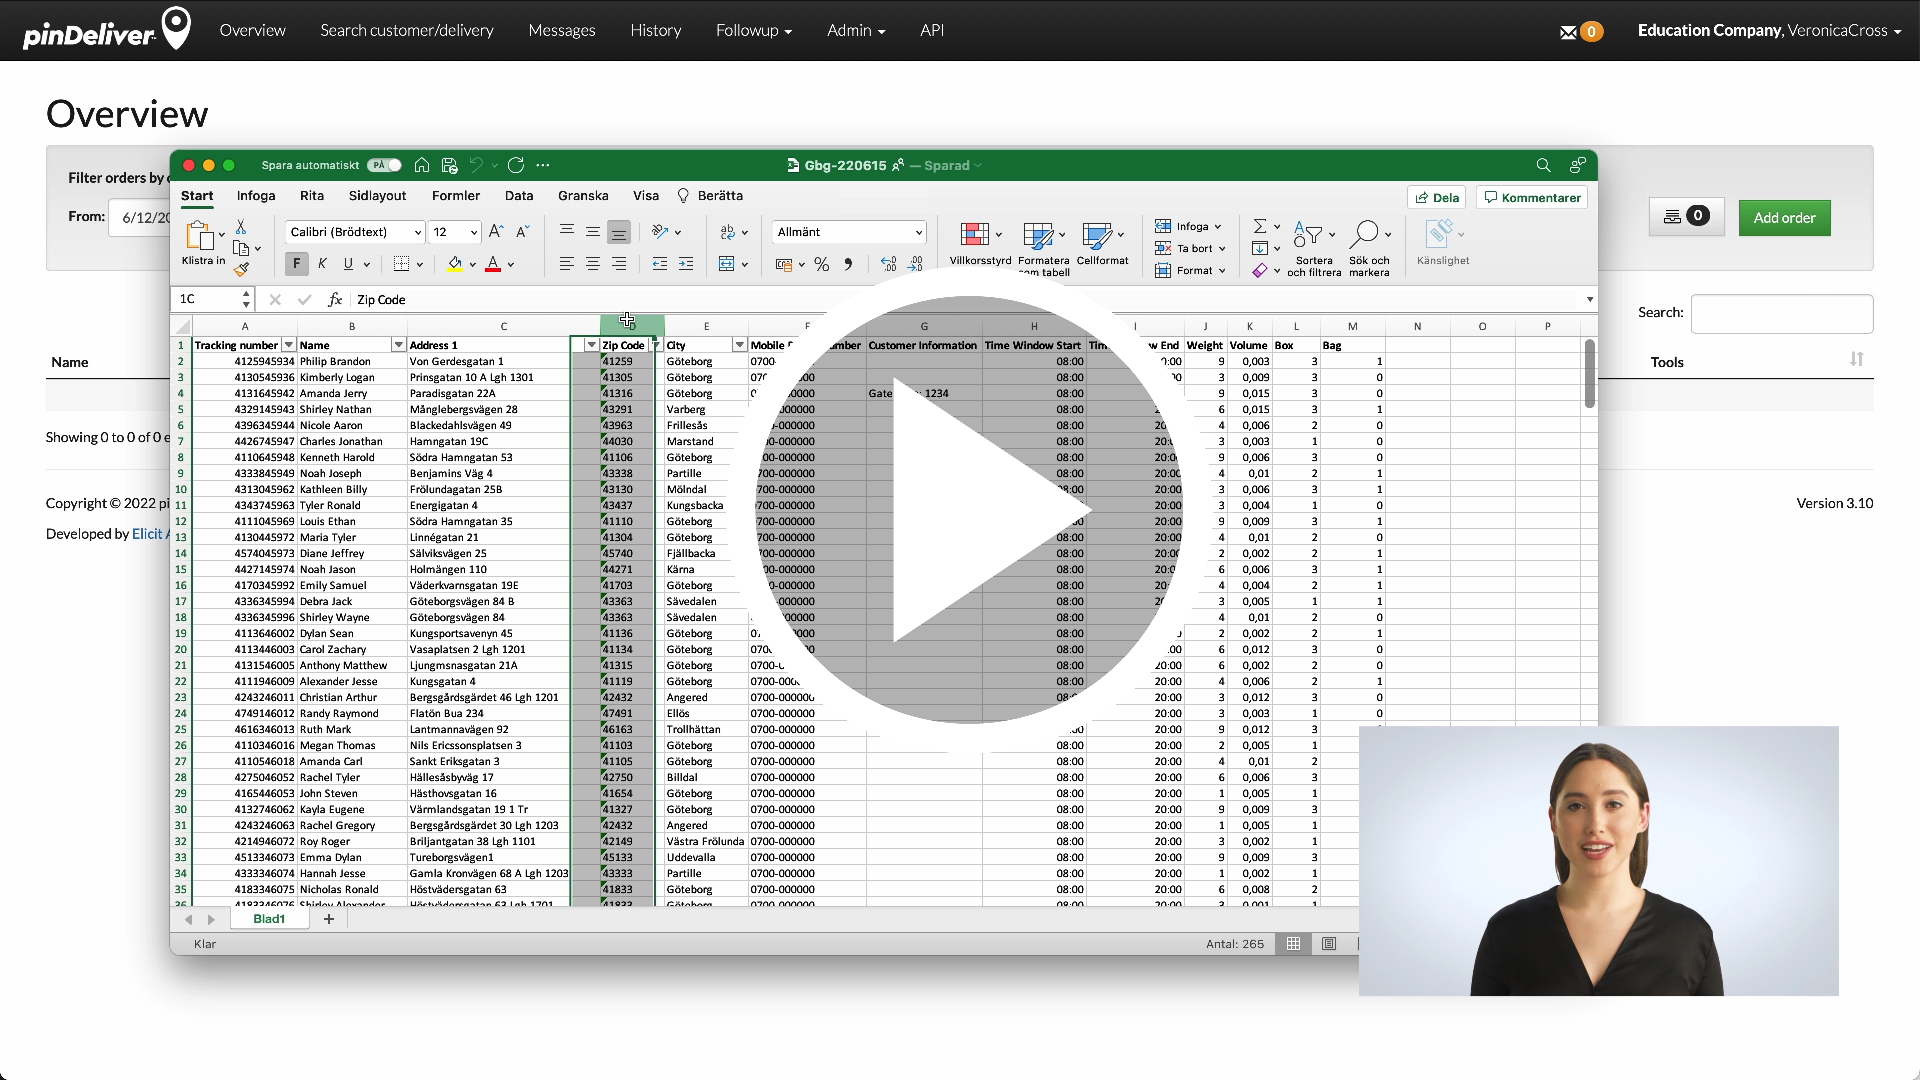 pinDeliver Overview Search customer/delivery Messages History Followup Admin API 0 Education Company, VeronicaCross
Overview
Filter orders by
From: 6/12/20
0 Add order
Search:
Name Tools
Showing 0 to 0 of 0 e
Copyright © 2022 pi Version 3.10
Developed by Elicit A
Spara automatiskt PÅ Gbg-220615 — Sparad
Start Infoga Rita Sidlayout Formler Data Granska Visa Berätta Dela Kommentarer
Klistra in Calibri (Brödtext) 12 Allmänt Villkorsstyrd Formatera som tabell Cellformat Infoga Ta bort Format Sortera och filtrera Sök och markera Känslighet
F K U
1C fx Zip Code
A B C D E F G H I J K L M N O P
1 Tracking number Name Address 1 Zip Code City Mobile umber Customer Information Time Window Start Tim w End Weight Volume Box Bag
2 4125945934 Philip Brandon Von Gerdesgatan 1 41259 Göteborg 0700- 08:00 0:00 9 0,003 3 1
3 4130545936 Kimberly Logan Prinsgatan 10 A Lgh 1301 41305 Göteborg 070 0000 08:00 00 3 0,009 3 0
4 4131645942 Amanda Jerry Paradisgatan 22A 41316 Göteborg Gate 1234 08:00 9 0,015 3 0
5 4329143945 Shirley Nathan Månglebergsvägen 28 43291 Varberg 08:00 6 0,015 3 1
6 4396345944 Nicole Aaron Blackedahlsvägen 49 43963 Frillesås -000000 08:00 20: 4 0,006 2 0
7 4426745947 Charles Jonathan Hamngatan 19C 44030 Marstand 0-000000 08:00 20:0 3 0,003 1 0
8 4110645948 Kenneth Harold Södra Hamngatan 53 41106 Göteborg 00-000000 08:00 20:0 9 0,006 3 0
9 4333845949 Noah Joseph Benjamins Väg 4 43338 Partille 700-000000 08:00 20:00 4 0,01 2 1
10 4313045962 Kathleen Billy Frölundagatan 25B 43130 Mölndal 700-000000 08:00 20:00 3 0,006 3 1
11 4343745963 Tyler Ronald Energigatan 4 43437 Kungsbacka 700-000000 08:00 20:00 3 0,004 1 0
12 4111045969 Louis Ethan Södra Hamngatan 35 41110 Göteborg 700-000000 08:00 20:00 9 0,009 3 1
13 4130445972 Maria Tyler Linnégatan 21 41304 Göteborg 700-000000 08:00 20:00 4 0,01 2 0
14 4574045973 Diane Jeffrey Sälviksvägen 25 45740 Fjällbacka 700-000000 08:00 20:00 2 0,002 2 1
15 4427145974 Noah Jason Holmängen 110 44271 Kärna 00-000000 08:00 20:0 6 0,006 3 1
16 4170345992 Emily Samuel Väderkvarnsgatan 19E 41703 Göteborg 0-000000 08:00 20: 4 0,004 2 1
17 4336345994 Debra Jack Göteborgsvägen 84 B 43363 Sävedalen -000000 08:00 20 3 0,005 1 1
18 4336345996 Shirley Wayne Göteborgsvägen 84 43363 Sävedalen 000000 08:00 4 0,01 2 0
19 4113646002 Dylan Sean Kungsportsavenyn 45 41136 Göteborg 000000 08:00 2 0,002 2 1
20 4113446003 Carol Zachary Vasaplatsen 2 Lgh 1201 41134 Göteborg 070 00000 08:00 :00 6 0,012 3 0
21 4131546005 Anthony Matthew Ljungmsnasgatan 21A 41315 Göteborg 0700- 08:00 20:00 6 0,002 2 0
22 4111946009 Alexander Jesse Kungsgatan 4 41119 Göteborg 0700-000 08:00 20:00 4 0,006 2 1
23 4243246011 Christian Arthur Bergsgårdsgärdet 46 Lgh 1201 42432 Angered 0700-000000 08: 20:00 3 0,012 3 0
24 4749146012 Randy Raymond Flatön Bua 234 47491 Ellös 0700-000000 20:00 3 0,003 1 0
25 4616346013 Ruth Mark Lantmannavägen 92 46163 Trollhättan 0700-000000 :00 20:00 9 0,012 3
26 4110346016 Megan Thomas Nils Ericssonsplatsen 3 41103 Göteborg 0700-000000 08:00 20:00 2 0,005 1
27 4110546018 Amanda Carl Sankt Eriksgatan 3 41105 Göteborg 0700-000000 08:00 20:00 4 0,01 2
28 4275046052 Rachel Tyler Hällesåsbyväg 17 42750 Billdal 0700-000000 08:00 20:00 6 0,006 3
29 4165446053 John Steven Hästhovsgatan 16 41654 Göteborg 0700-000000 08:00 20:00 1 0,005 1
30 4132746062 Kayla Eugene Värmlandsgatan 19 1 Tr 41327 Göteborg 0700-000000 08:00 20:00 9 0,009 3
31 4243246063 Rachel Gregory Bergsgårdsgärdet 30 Lgh 1203 42432 Angered 0700-000000 08:00 20:00 1 0,005 1
32 4214946072 Roy Roger Briljantgatan 38 Lgh 1101 42149 Västra Frölunda 0700-000000 08:00 20:00 3 0,002 1
33 4513346073 Emma Dylan Tureborgsvägen1 45133 Uddevalla 0700-000000 08:00 20:00 9 0,009 3
34 4333346074 Hannah Jesse Gamla Kronvägen 68 A Lgh 1203 43333 Partille 0700-000000 08:00 20:00 1 0,002 1
35 4183346075 Nicholas Ronald Höstvädersgatan 63 41833 Göteborg 0700-000000 08:00 20:00 6 0,008 2
36 4183346076 Shirley Alexander Höstvädersgatan 63 Lgh 1701 41833 Göteborg 0700-000000 08:00 20:00 3 0,001 1
Blad1
Klar Antal: 265